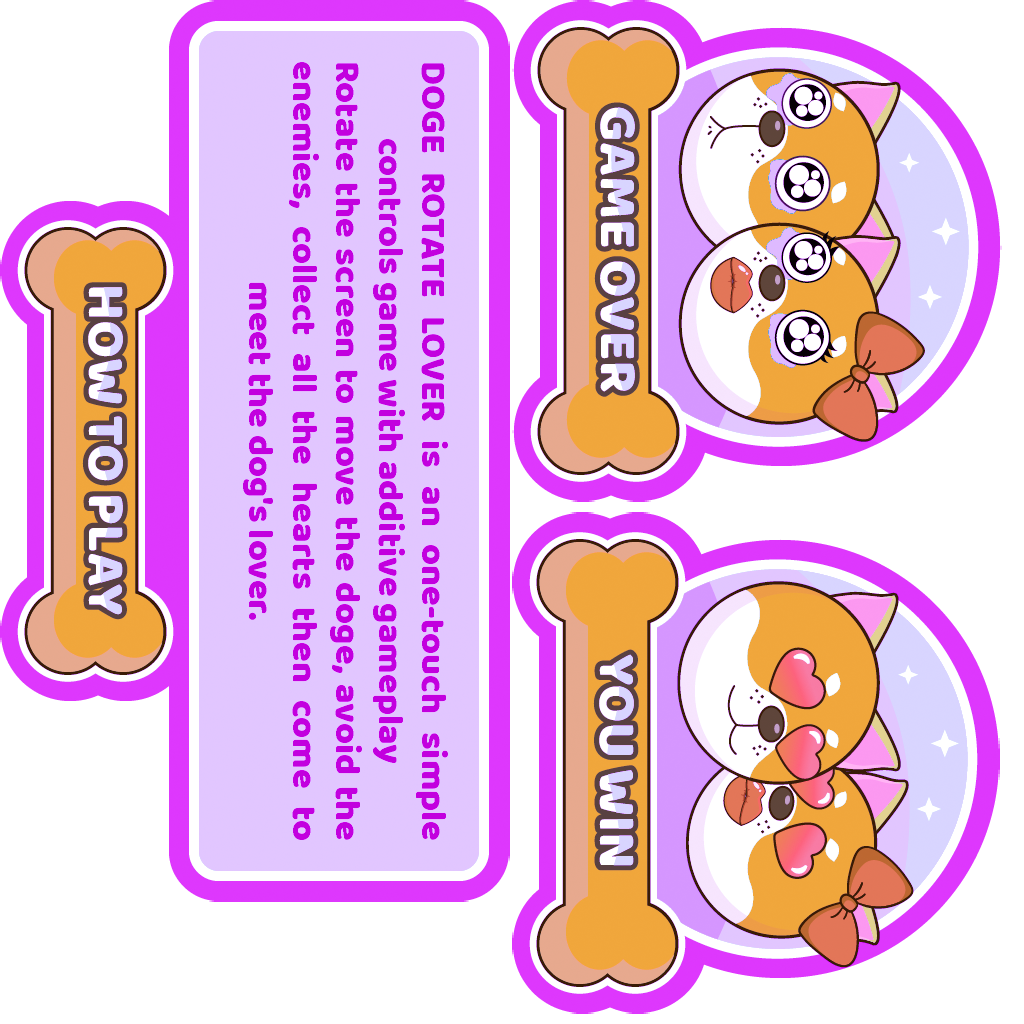 DOGE ROTATE LOVER is an one-touch simple
controls game with additive gameplay
Rotate the screen to move the doge, avoid the
enemies, collect all the hearts then come to
meet the dog's lover.
HOW TO PLAY
GAME OVER
YOU WIN